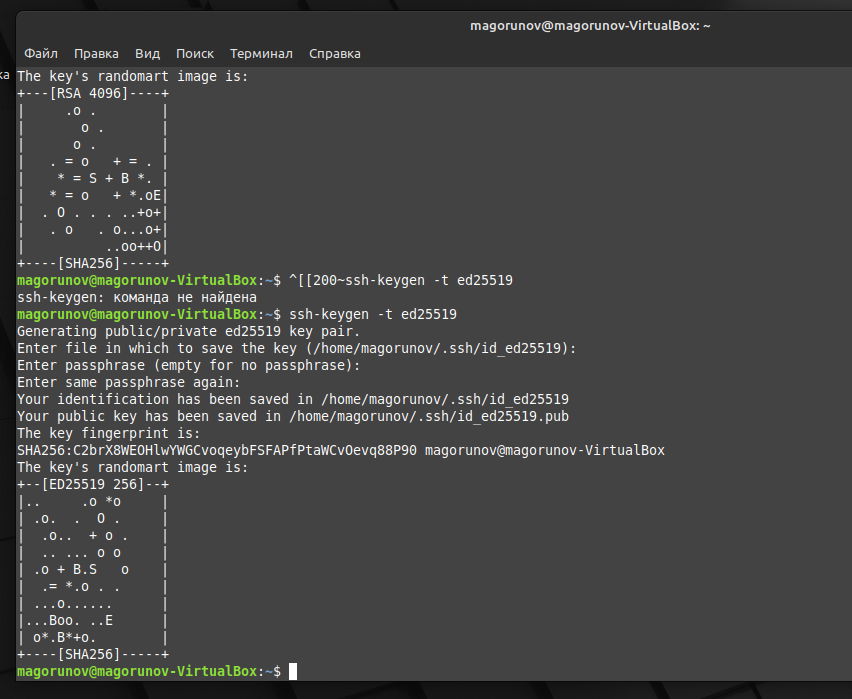 magorunov@magorunov-VirtualBox: ~
Файл Правка Вид Поиск Терминал Справка
ка
The key's randomart image is:
+---[RSA 4096]----+
|     .o .        |
|       o .       |
|      o .        |
|   . = o   + = . |
|    * = S + B *. |
|   * = o   + *.oE|
|  . O . . . ..+o+|
|   . o   . o...o+|
|          ..oo++O|
+----[SHA256]-----+
magorunov@magorunov-VirtualBox:~$ ^[[200~ssh-keygen -t ed25519
ssh-keygen: команда не найдена
magorunov@magorunov-VirtualBox:~$ ssh-keygen -t ed25519
Generating public/private ed25519 key pair.
Enter file in which to save the key (/home/magorunov/.ssh/id_ed25519):
Enter passphrase (empty for no passphrase):
Enter same passphrase again:
Your identification has been saved in /home/magorunov/.ssh/id_ed25519
Your public key has been saved in /home/magorunov/.ssh/id_ed25519.pub
The key fingerprint is:
SHA256:C2brX8WEOHlwYWGCvoqeybFSFAPfPtaWCvOevq88P90 magorunov@magorunov-VirtualBox
The key's randomart image is:
+--[ED25519 256]--+
|..     .o *o     |
| .o.  .  O .     |
|  .o..  + o .    |
|  .. ... o o     |
| .o + B.S   o    |
|  .= *.o . .     |
| ...o......      |
|...Boo. ..E      |
| o*.B*+o.        |
+----[SHA256]-----+
magorunov@magorunov-VirtualBox:~$